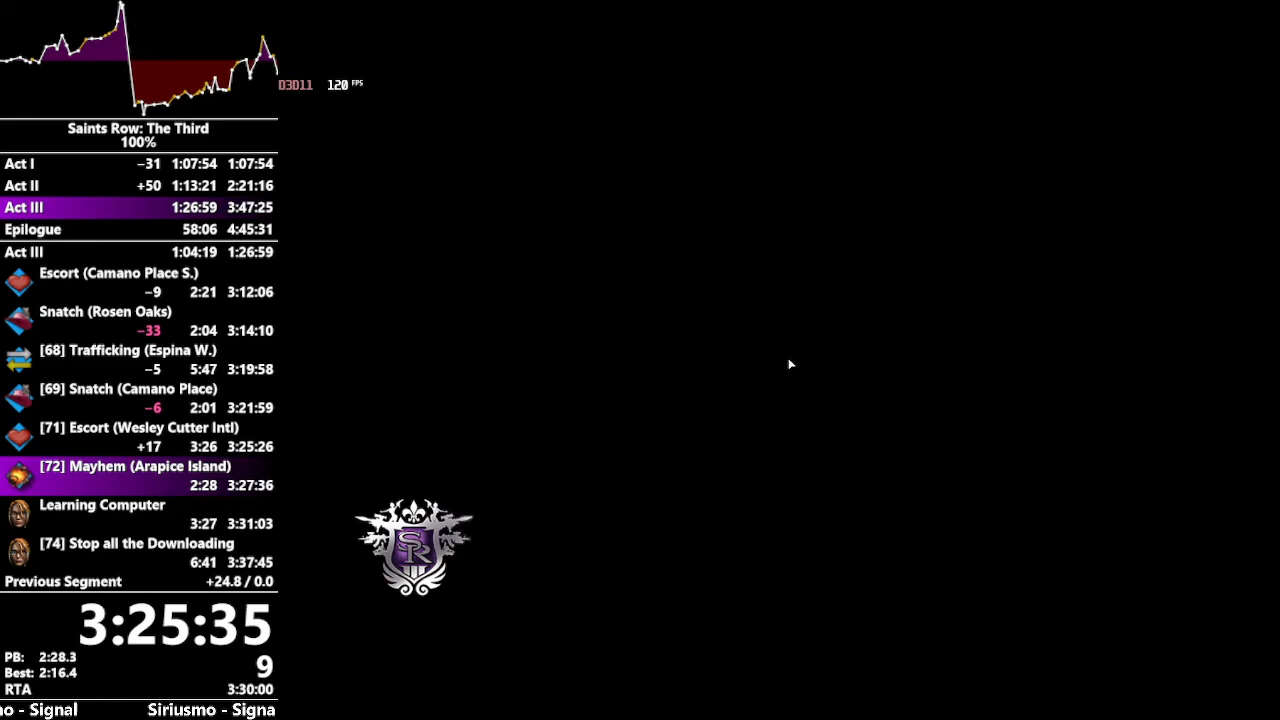 D3D11 120 FPS
Saints Row: The Third
100%
Act I −31 1:07:54 1:07:54
Act II +50 1:13:21 2:21:16
Act III 1:26:59 3:47:25
Epilogue 58:06 4:45:31
Act III 1:04:19 1:26:59
Escort (Camano Place S.)
−9 2:21 3:12:06
Snatch (Rosen Oaks)
−33 2:04 3:14:10
[68] Trafficking (Espina W.)
−5 5:47 3:19:58
[69] Snatch (Camano Place)
−6 2:01 3:21:59
[71] Escort (Wesley Cutter Intl)
+17 3:26 3:25:26
[72] Mayhem (Arapice Island)
2:28 3:27:36
Learning Computer
3:27 3:31:03
[74] Stop all the Downloading
6:41 3:37:45
Previous Segment +24.8 / 0.0
3:25:35
PB: 2:28.3
Best: 2:16.4
9
RTA 3:30:00
no - Signal Siriusmo - Signa
SR
III